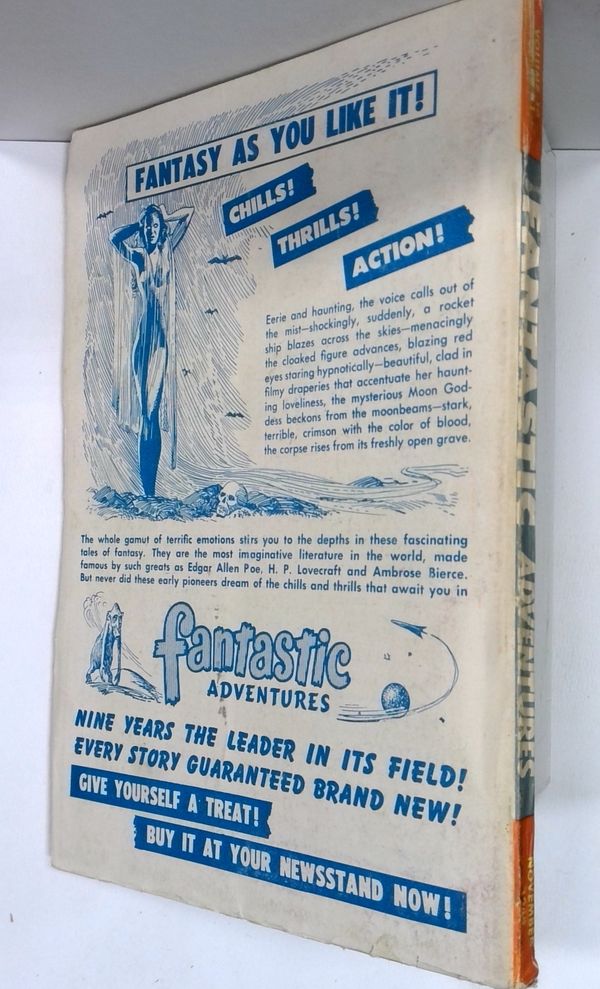 FANTASY AS YOU LIKE IT!
CHILLS!
THRILLS!
ACTION!
Eerie and haunting, the voice calls out of
the mist—shockingly, suddenly, a rocket
ship blazes across the skies—menacingly
the cloaked figure advances, blazing red
eyes staring hypnotically—beautiful, clad in
filmy draperies that accentuate her haunt-
ing loveliness, the mysterious Moon God-
dess beckons from the moonbeams—stark,
terrible, crimson with the color of blood,
the corpse rises from its freshly open grave.
The whole gamut of terrific emotions stirs you to the depths in these fascinating
tales of fantasy. They are the most imaginative literature in the world, made
famous by such greats as Edgar Allen Poe, H. P. Lovecraft and Ambrose Bierce.
But never did these early pioneers dream of the chills and thrills that await you in
fantastic
ADVENTURES
NINE YEARS THE LEADER IN ITS FIELD!
EVERY STORY GUARANTEED BRAND NEW!
GIVE YOURSELF A TREAT!
BUY IT AT YOUR NEWSSTAND NOW!
FANTASTIC ADVENTURES
NOVEMBER